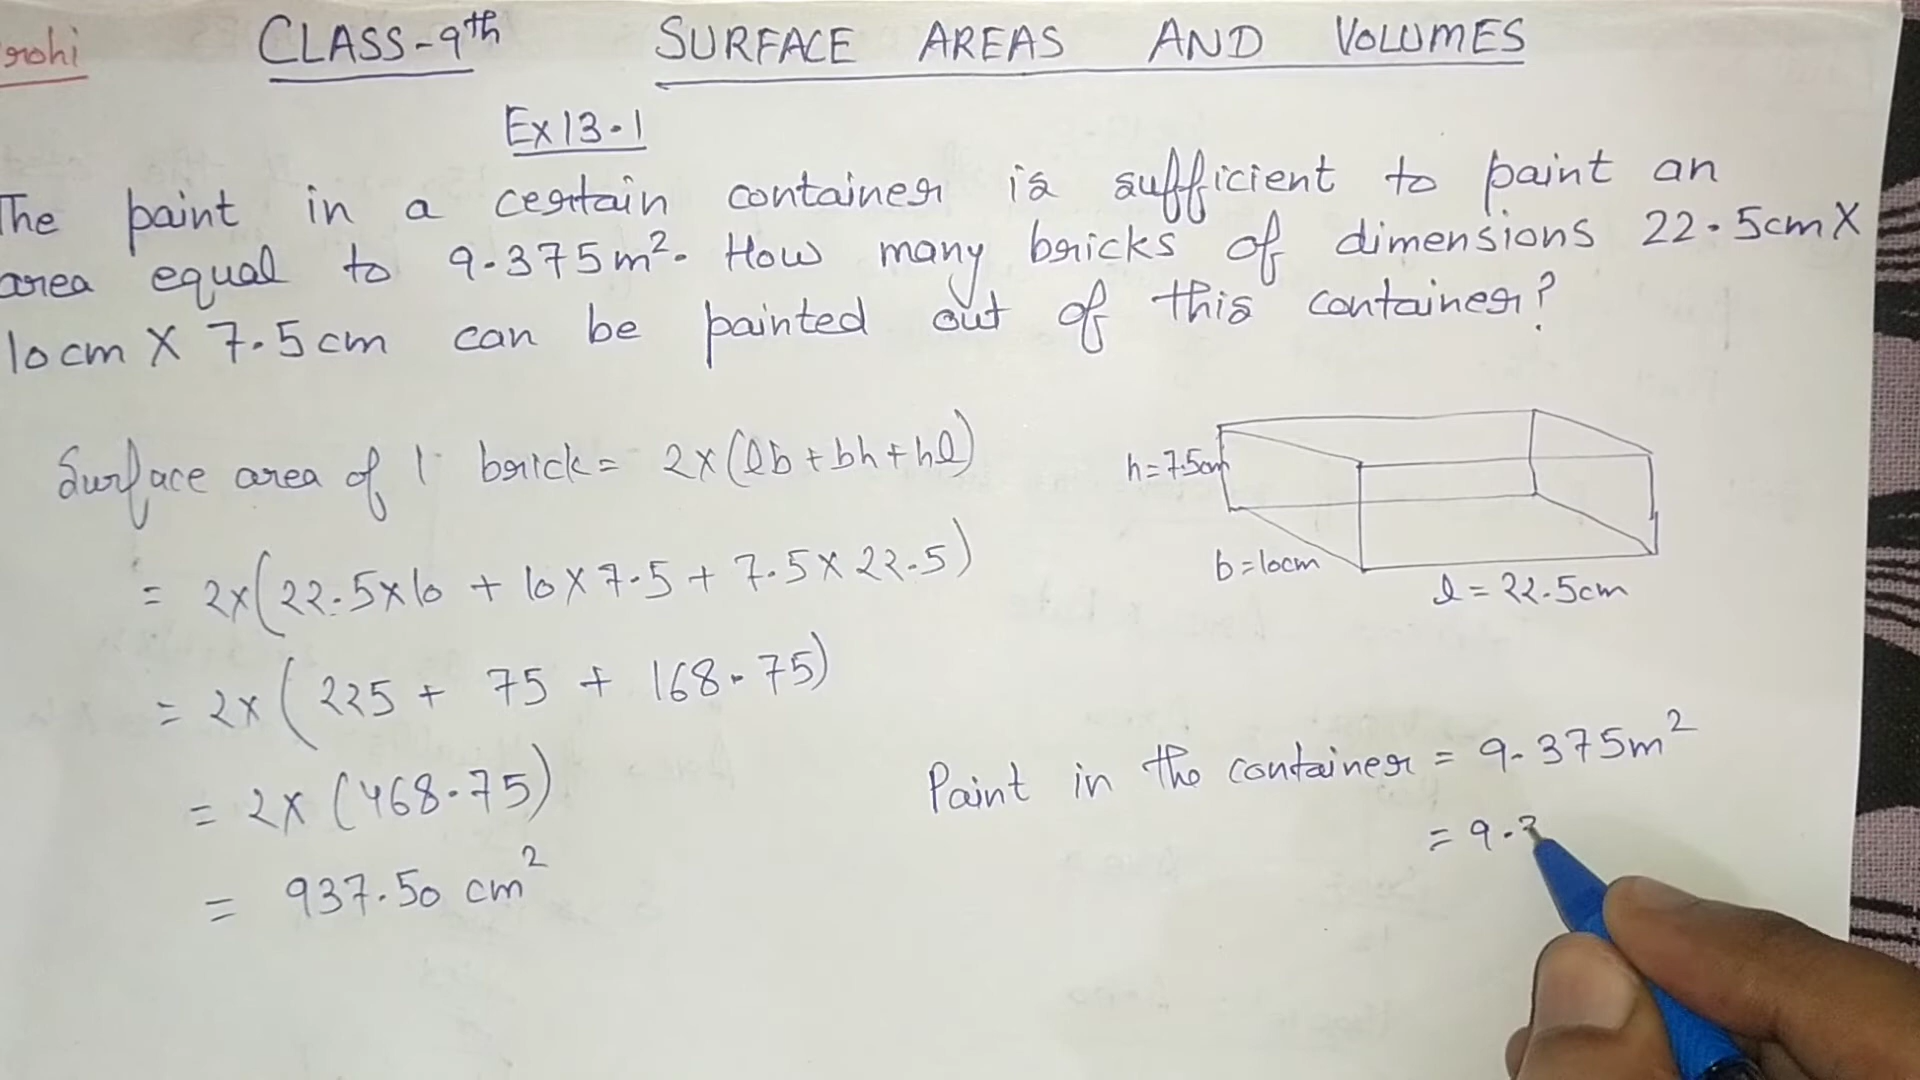 rohi
CLASS-9th SURFACE AREAS AND VOLUMES
Ex 13.1
The paint in a certain container is sufficient to paint an
area equal to 9.375m². How many bricks of dimensions 22.5cm X
10cm X 7.5cm can be painted out of this container?
Surface area of 1 brick = 2x(lb+bh+hl)
= 2x(22.5x10 + 10x7.5 + 7.5x22.5)
= 2x(225 + 75 + 168.75)
= 2x(468.75)
= 937.50 cm²
h=7.5cm
b=10cm
l=22.5cm
Paint in the container = 9.375m²
= 9.3